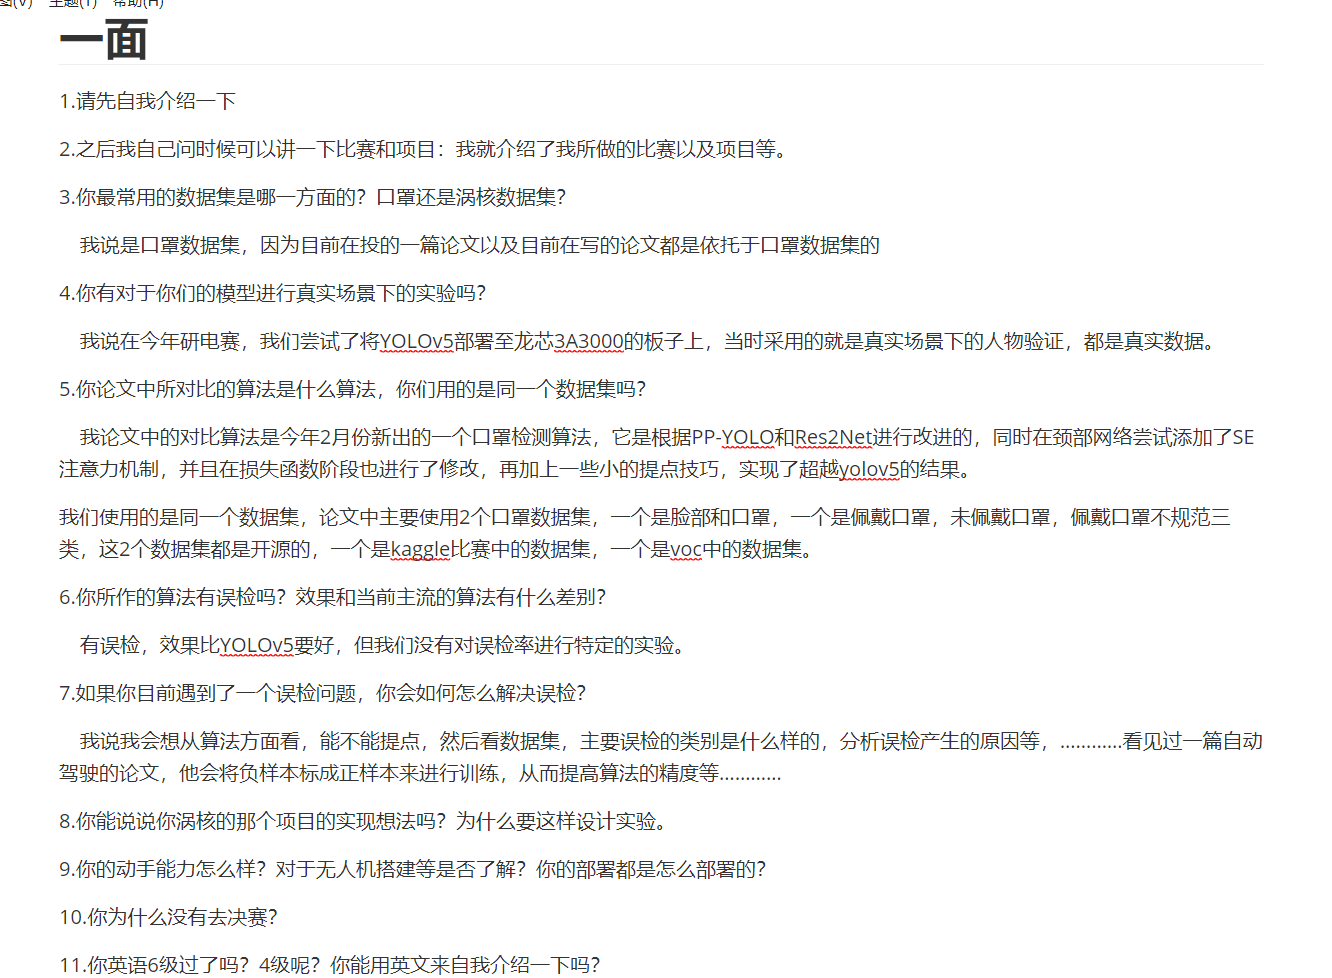 图(V) 主题(T) 帮助(H)
一面
1.请先自我介绍一下
2.之后我自己问时候可以讲一下比赛和项目：我就介绍了我所做的比赛以及项目等。
3.你最常用的数据集是哪一方面的？口罩还是涡核数据集？
我说是口罩数据集，因为目前在投的一篇论文以及目前在写的论文都是依托于口罩数据集的
4.你有对于你们的模型进行真实场景下的实验吗？
我说在今年研电赛，我们尝试了将YOLOv5部署至龙芯3A3000的板子上，当时采用的就是真实场景下的人物验证，都是真实数据。
5.你论文中所对比的算法是什么算法，你们用的是同一个数据集吗？
我论文中的对比算法是今年2月份新出的一个口罩检测算法，它是根据PP-YOLO和Res2Net进行改进的，同时在颈部网络尝试添加了SE
注意力机制，并且在损失函数阶段也进行了修改，再加上一些小的提点技巧，实现了超越yolov5的结果。
我们使用的是同一个数据集，论文中主要使用2个口罩数据集，一个是脸部和口罩，一个是佩戴口罩，未佩戴口罩，佩戴口罩不规范三
类，这2个数据集都是开源的，一个是kaggle比赛中的数据集，一个是voc中的数据集。
6.你所作的算法有误检吗？效果和当前主流的算法有什么差别？
有误检，效果比YOLOv5要好，但我们没有对误检率进行特定的实验。
7.如果你目前遇到了一个误检问题，你会如何怎么解决误检？
我说我会想从算法方面看，能不能提点，然后看数据集，主要误检的类别是什么样的，分析误检产生的原因等，…………看见过一篇自动
驾驶的论文，他会将负样本标成正样本来进行训练，从而提高算法的精度等…………
8.你能说说你涡核的那个项目的实现想法吗？为什么要这样设计实验。
9.你的动手能力怎么样？对于无人机搭建等是否了解？你的部署都是怎么部署的？
10.你为什么没有去决赛？
11.你英语6级过了吗？4级呢？你能用英文来自我介绍一下吗？